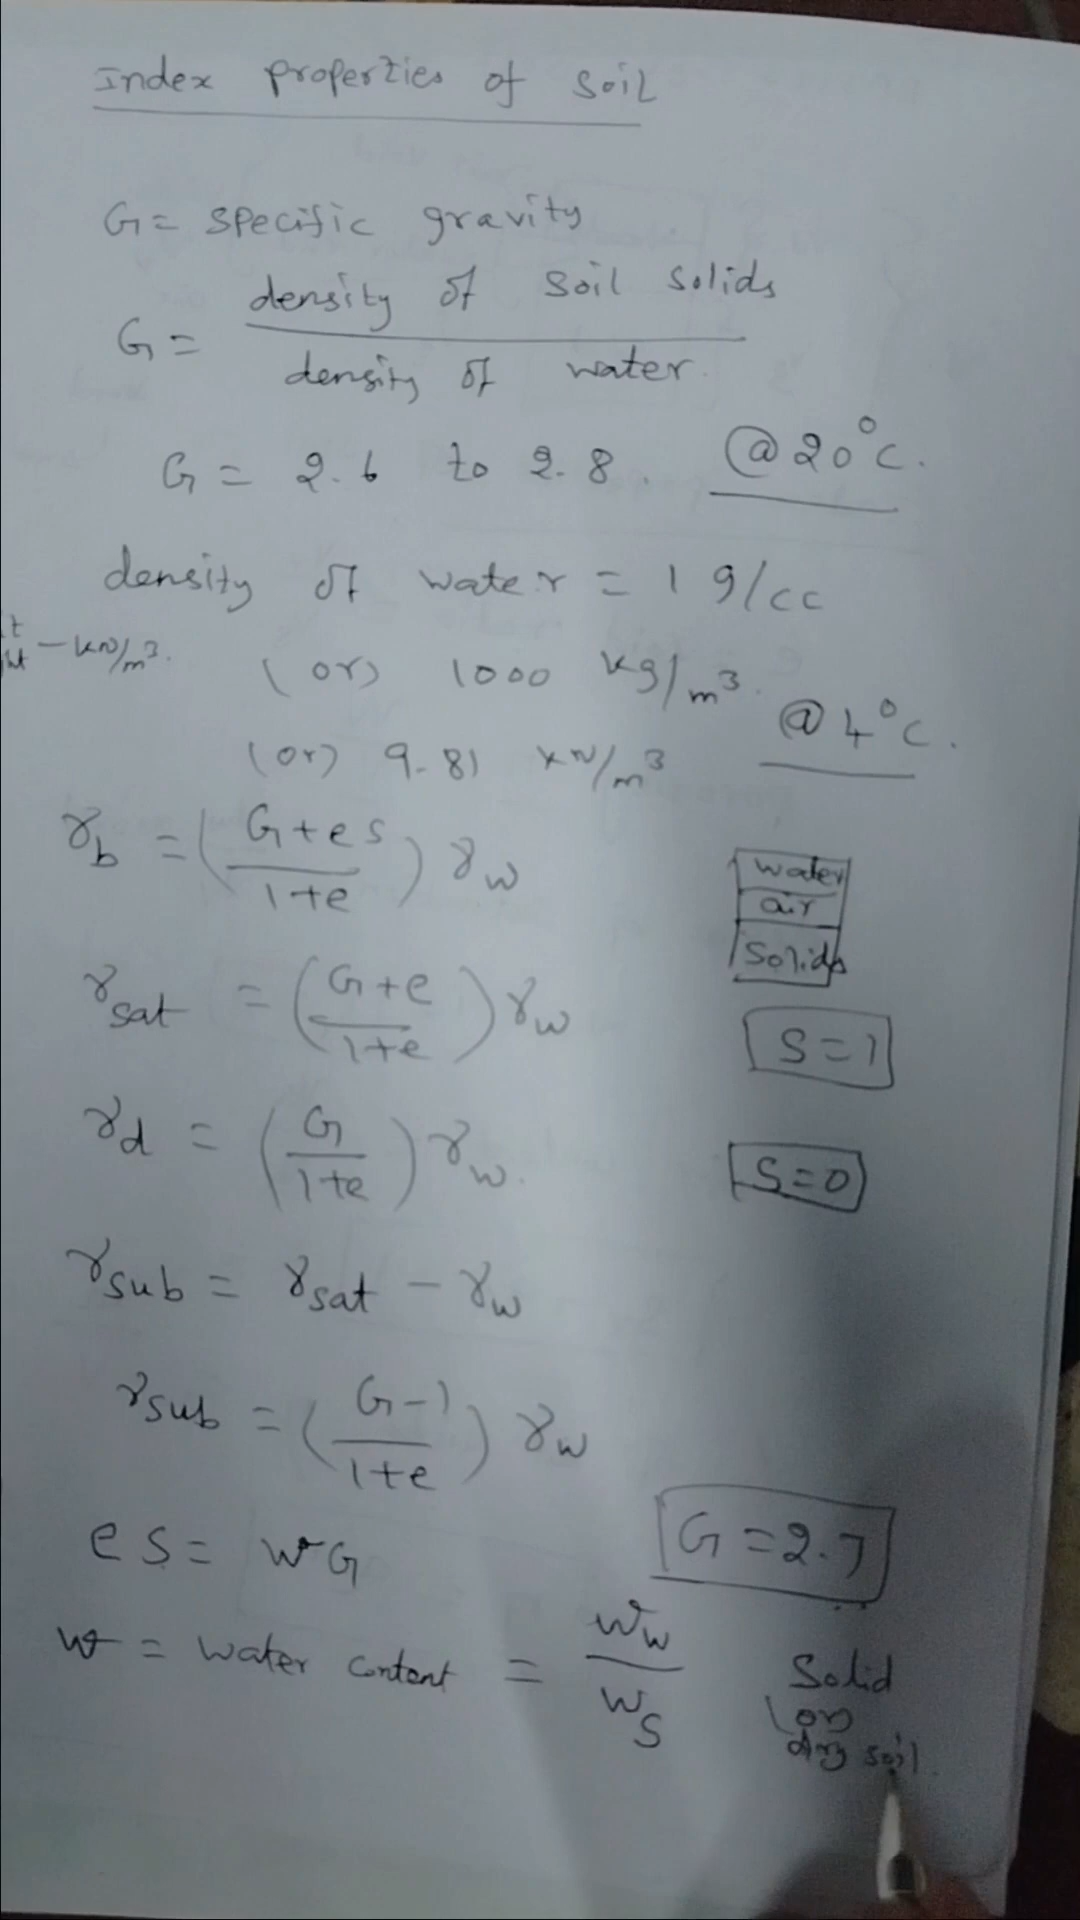 Index properties of soil
G = specific gravity
G = density of soil solids / density of water
G = 2.6 to 2.8. @20°c.
density of water = 1 g/cc
- kN/m³. (or) 1000 kg/m³.
@4°c.
(or) 9.81 kN/m³
γb = (G+es / 1+e) γw
water
air
solids
γsat = (G+e / 1+e) γw
S=1
γd = (G / 1+e) γw.
S=0
γsub = γsat - γw
γsub = (G-1 / 1+e) γw
G=2.7
es = wG
w = water content = Ww / Ws
Solid
(or)
dry soil.